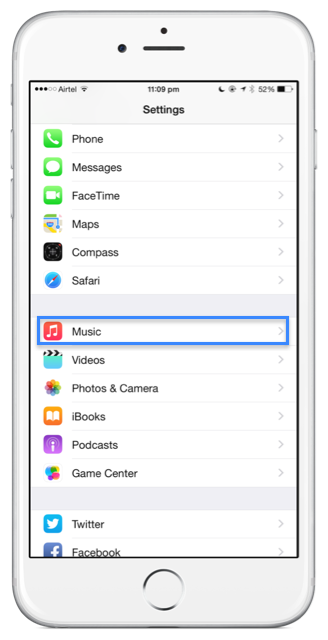 Airtel 11:09 pm 52%
Settings
Phone
Messages
FaceTime
Maps
Compass
Safari
Music
Videos
Photos & Camera
iBooks
Podcasts
Game Center
Twitter
Facebook